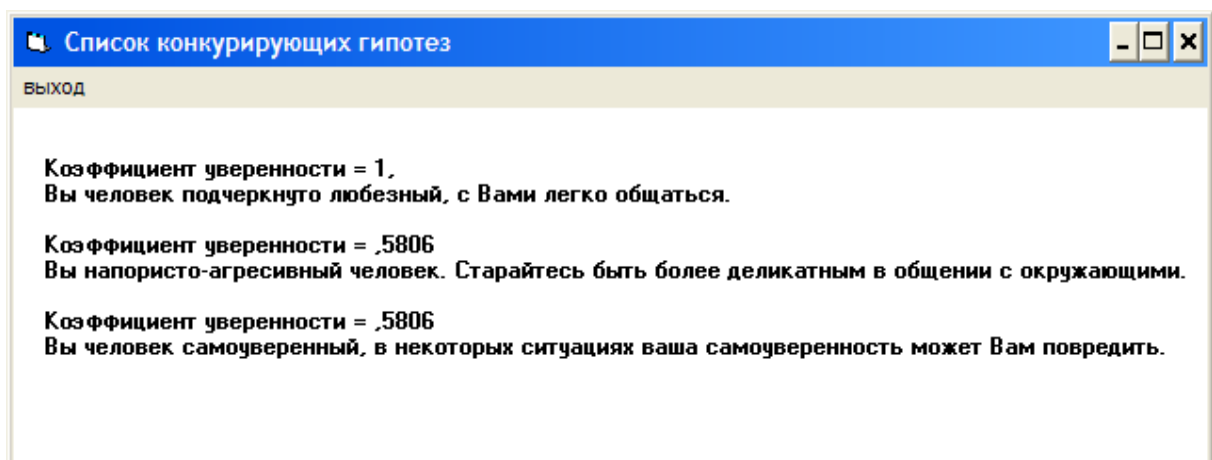 Список конкурирующих гипотез
выход
Коэффициент уверенности = 1,
Вы человек подчеркнуто любезный, с Вами легко общаться.
Коэффициент уверенности = ,5806
Вы напористо-агресивный человек. Старайтесь быть более деликатным в общении с окружающими.
Коэффициент уверенности = ,5806
Вы человек самоуверенный, в некоторых ситуациях ваша самоуверенность может Вам повредить.